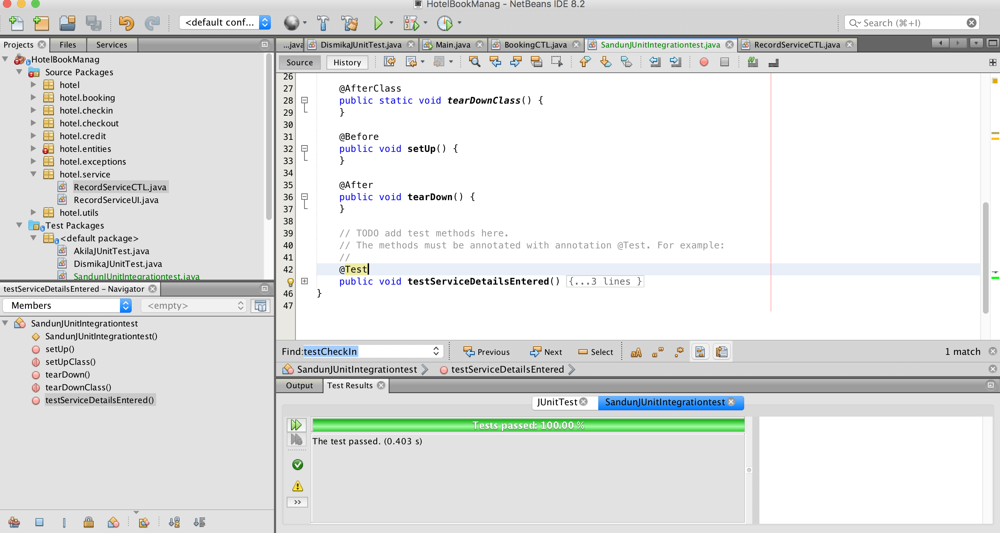 HotelBookManag - NetBeans IDE 8.2
<default conf...
Search (⌘+I)
Projects
Files
Services
HotelBookManag
Source Packages
hotel
hotel.booking
hotel.checkin
hotel.checkout
hotel.credit
hotel.entities
hotel.exceptions
hotel.service
RecordServiceCTL.java
RecordServiceUI.java
hotel.utils
Test Packages
<default package>
AkilaJUnitTest.java
DismikaJUnitTest.java
SandunJUnitIntegrationtest.java
testServiceDetailsEntered - Navigator
Members
<empty>
SandunJUnitIntegrationtest
SandunJUnitIntegrationtest()
setUp()
setUpClass()
tearDown()
tearDownClass()
testServiceDetailsEntered()
...java
DismikaJUnitTest.java
Main.java
BookingCTL.java
SandunJUnitIntegrationtest.java
RecordServiceCTL.java
Source
History
26
27 @AfterClass
28 public static void tearDownClass() {
29 }
30
31 @Before
32 public void setUp() {
33 }
34
35 @After
36 public void tearDown() {
37 }
38
39 // TODO add test methods here.
40 // The methods must be annotated with annotation @Test. For example:
41 //
42 @Test
public void testServiceDetailsEntered() {...3 lines }
46 }
47
Find: testCheckIn
Previous
Next
Select
1 match
SandunJUnitIntegrationtest
testServiceDetailsEntered
Output
Test Results
JUnitTest
SandunJUnitIntegrationtest
Tests passed: 100.00 %
The test passed. (0.403 s)
>>